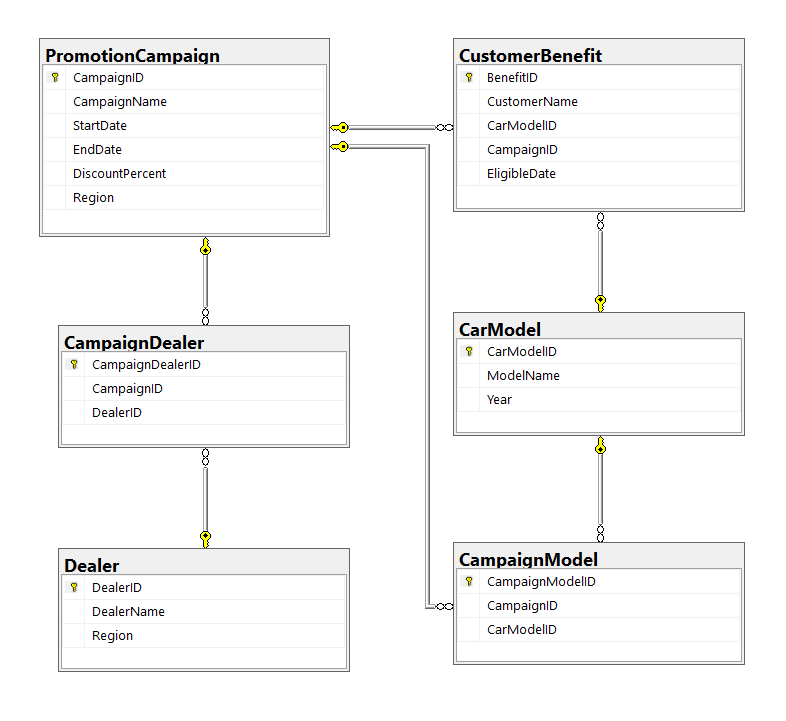 PromotionCampaign
CampaignID
CampaignName
StartDate
EndDate
DiscountPercent
Region
CustomerBenefit
BenefitID
CustomerName
CarModelID
CampaignID
EligibleDate
CampaignDealer
CampaignDealerID
CampaignID
DealerID
CarModel
CarModelID
ModelName
Year
Dealer
DealerID
DealerName
Region
CampaignModel
CampaignModelID
CampaignID
CarModelID